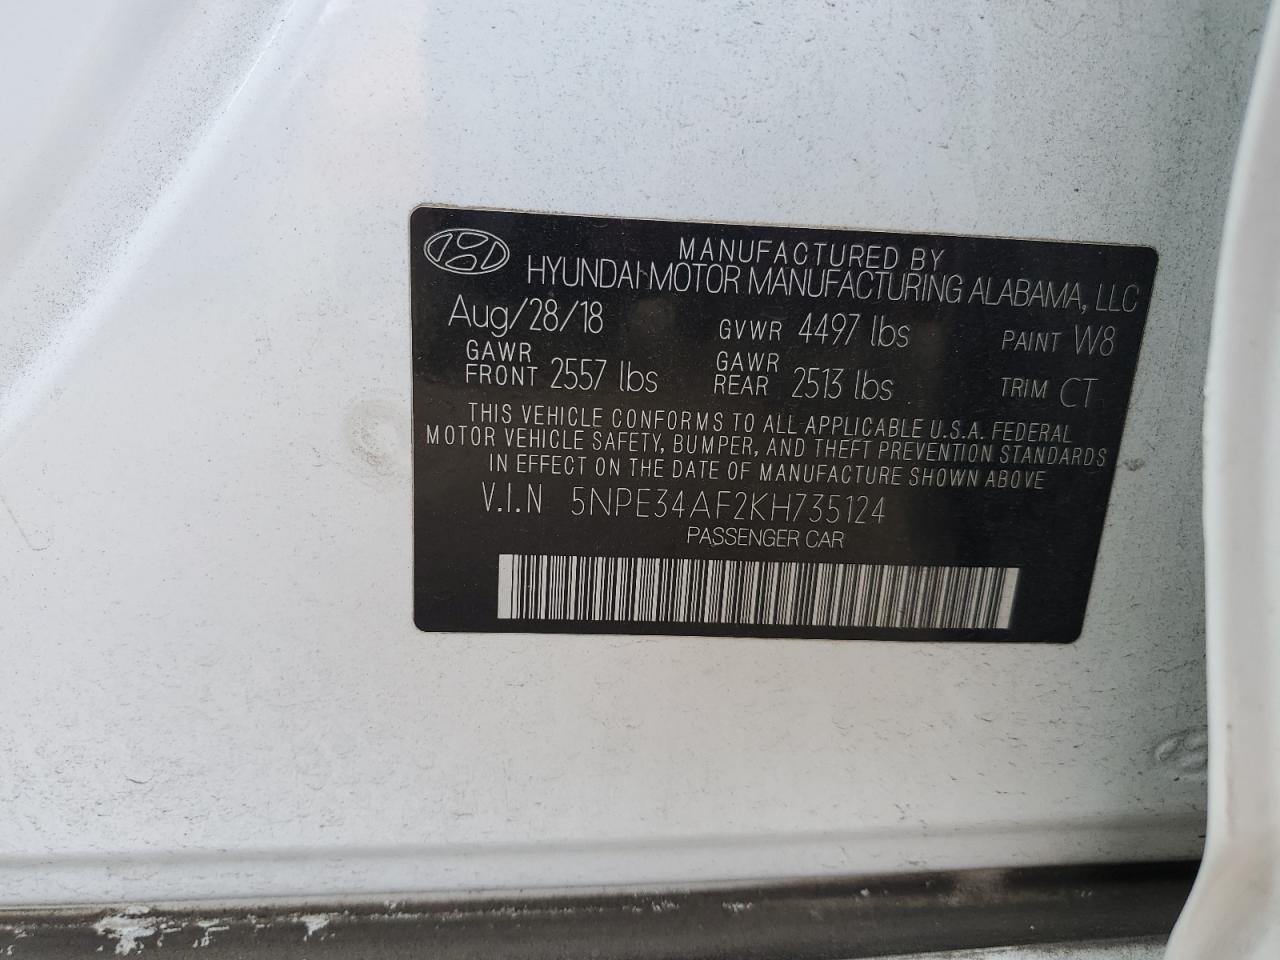 MANUFACTURED BY
HYUNDAI MOTOR MANUFACTURING ALABAMA, LLC
Aug/28/18 GVWR 4497 lbs PAINT W8
GAWR FRONT 2557 lbs GAWR REAR 2513 lbs TRIM CT
THIS VEHICLE CONFORMS TO ALL APPLICABLE U.S.A. FEDERAL
MOTOR VEHICLE SAFETY, BUMPER, AND THEFT PREVENTION STANDARDS
IN EFFECT ON THE DATE OF MANUFACTURE SHOWN ABOVE
V.I.N 5NPE34AF2KH735124
PASSENGER CAR